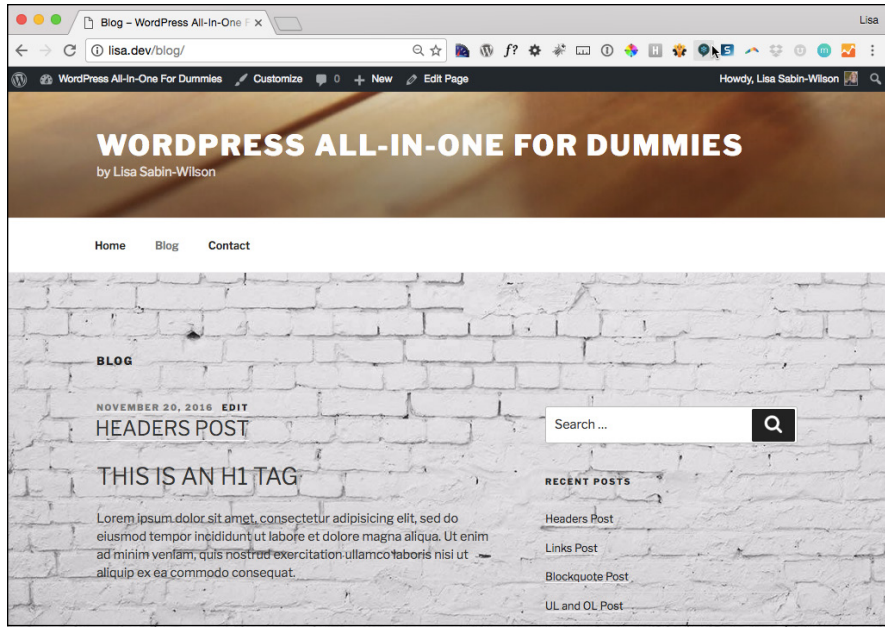 Blog – WordPress All-In-One F
Lisa
lisa.dev/blog/
f?
WordPress All-In-One For Dummies Customize 0 New Edit Page Howdy, Lisa Sabin-Wilson
WORDPRESS ALL-IN-ONE FOR DUMMIES
by Lisa Sabin-Wilson
Home Blog Contact
BLOG
NOVEMBER 20, 2016 EDIT
HEADERS POST
THIS IS AN H1 TAG
Lorem ipsum dolor sit amet, consectetur adipisicing elit, sed do
eiusmod tempor incididunt ut labore et dolore magna aliqua. Ut enim
ad minim veniam, quis nostrud exercitation ullamco laboris nisi ut
aliquip ex ea commodo consequat.
Search ...
RECENT POSTS
Headers Post
Links Post
Blockquote Post
UL and OL Post